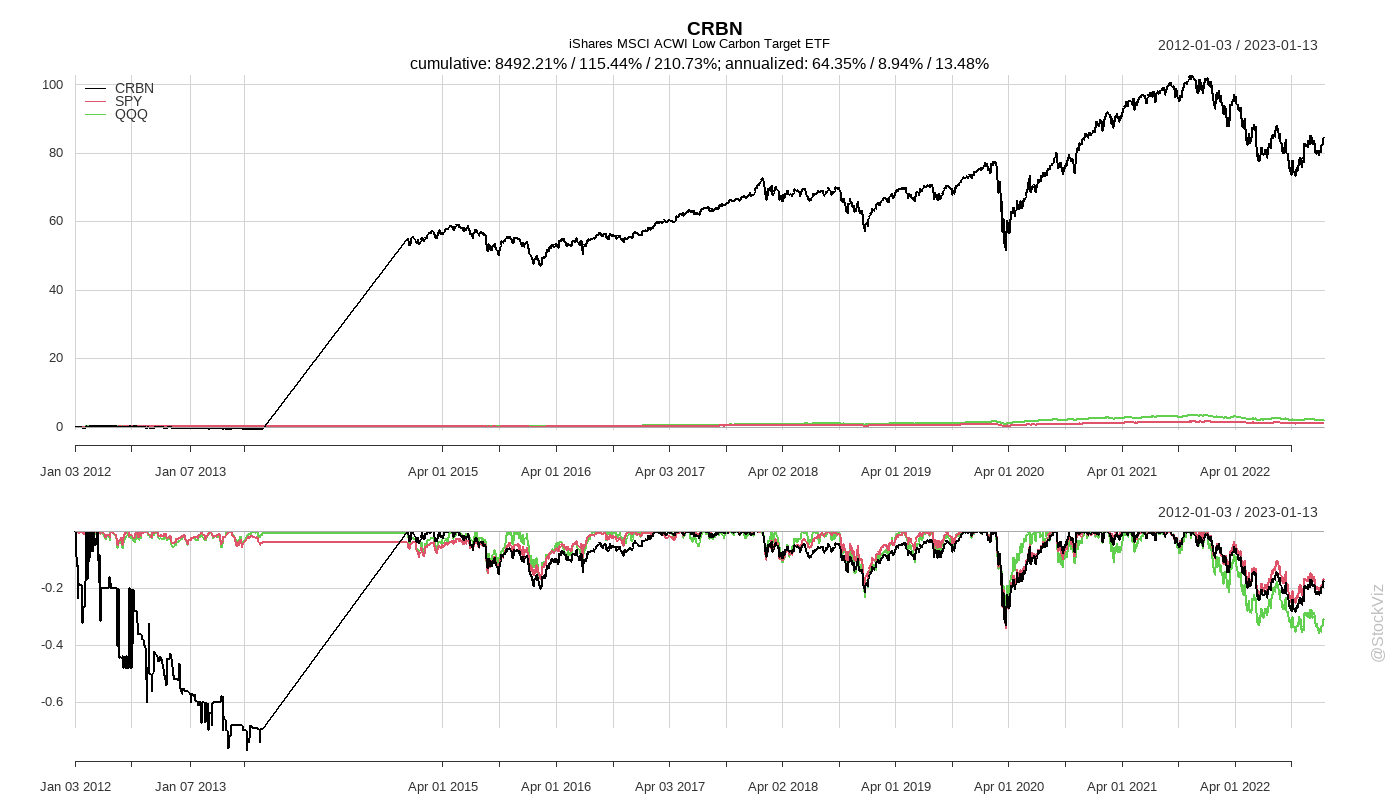 CRBN
iShares MSCI ACWI Low Carbon Target ETF
2012-01-03 / 2023-01-13
cumulative: 8492.21% / 115.44% / 210.73%; annualized: 64.35% / 8.94% / 13.48%
CRBN
SPY
QQQ
100
80
60
40
20
0
Jan 03 2012 Jan 07 2013 Apr 01 2015 Apr 01 2016 Apr 03 2017 Apr 02 2018 Apr 01 2019 Apr 01 2020 Apr 01 2021 Apr 01 2022
2012-01-03 / 2023-01-13
-0.2
-0.4
-0.6
Jan 03 2012 Jan 07 2013 Apr 01 2015 Apr 01 2016 Apr 03 2017 Apr 02 2018 Apr 01 2019 Apr 01 2020 Apr 01 2021 Apr 01 2022
@StockViz